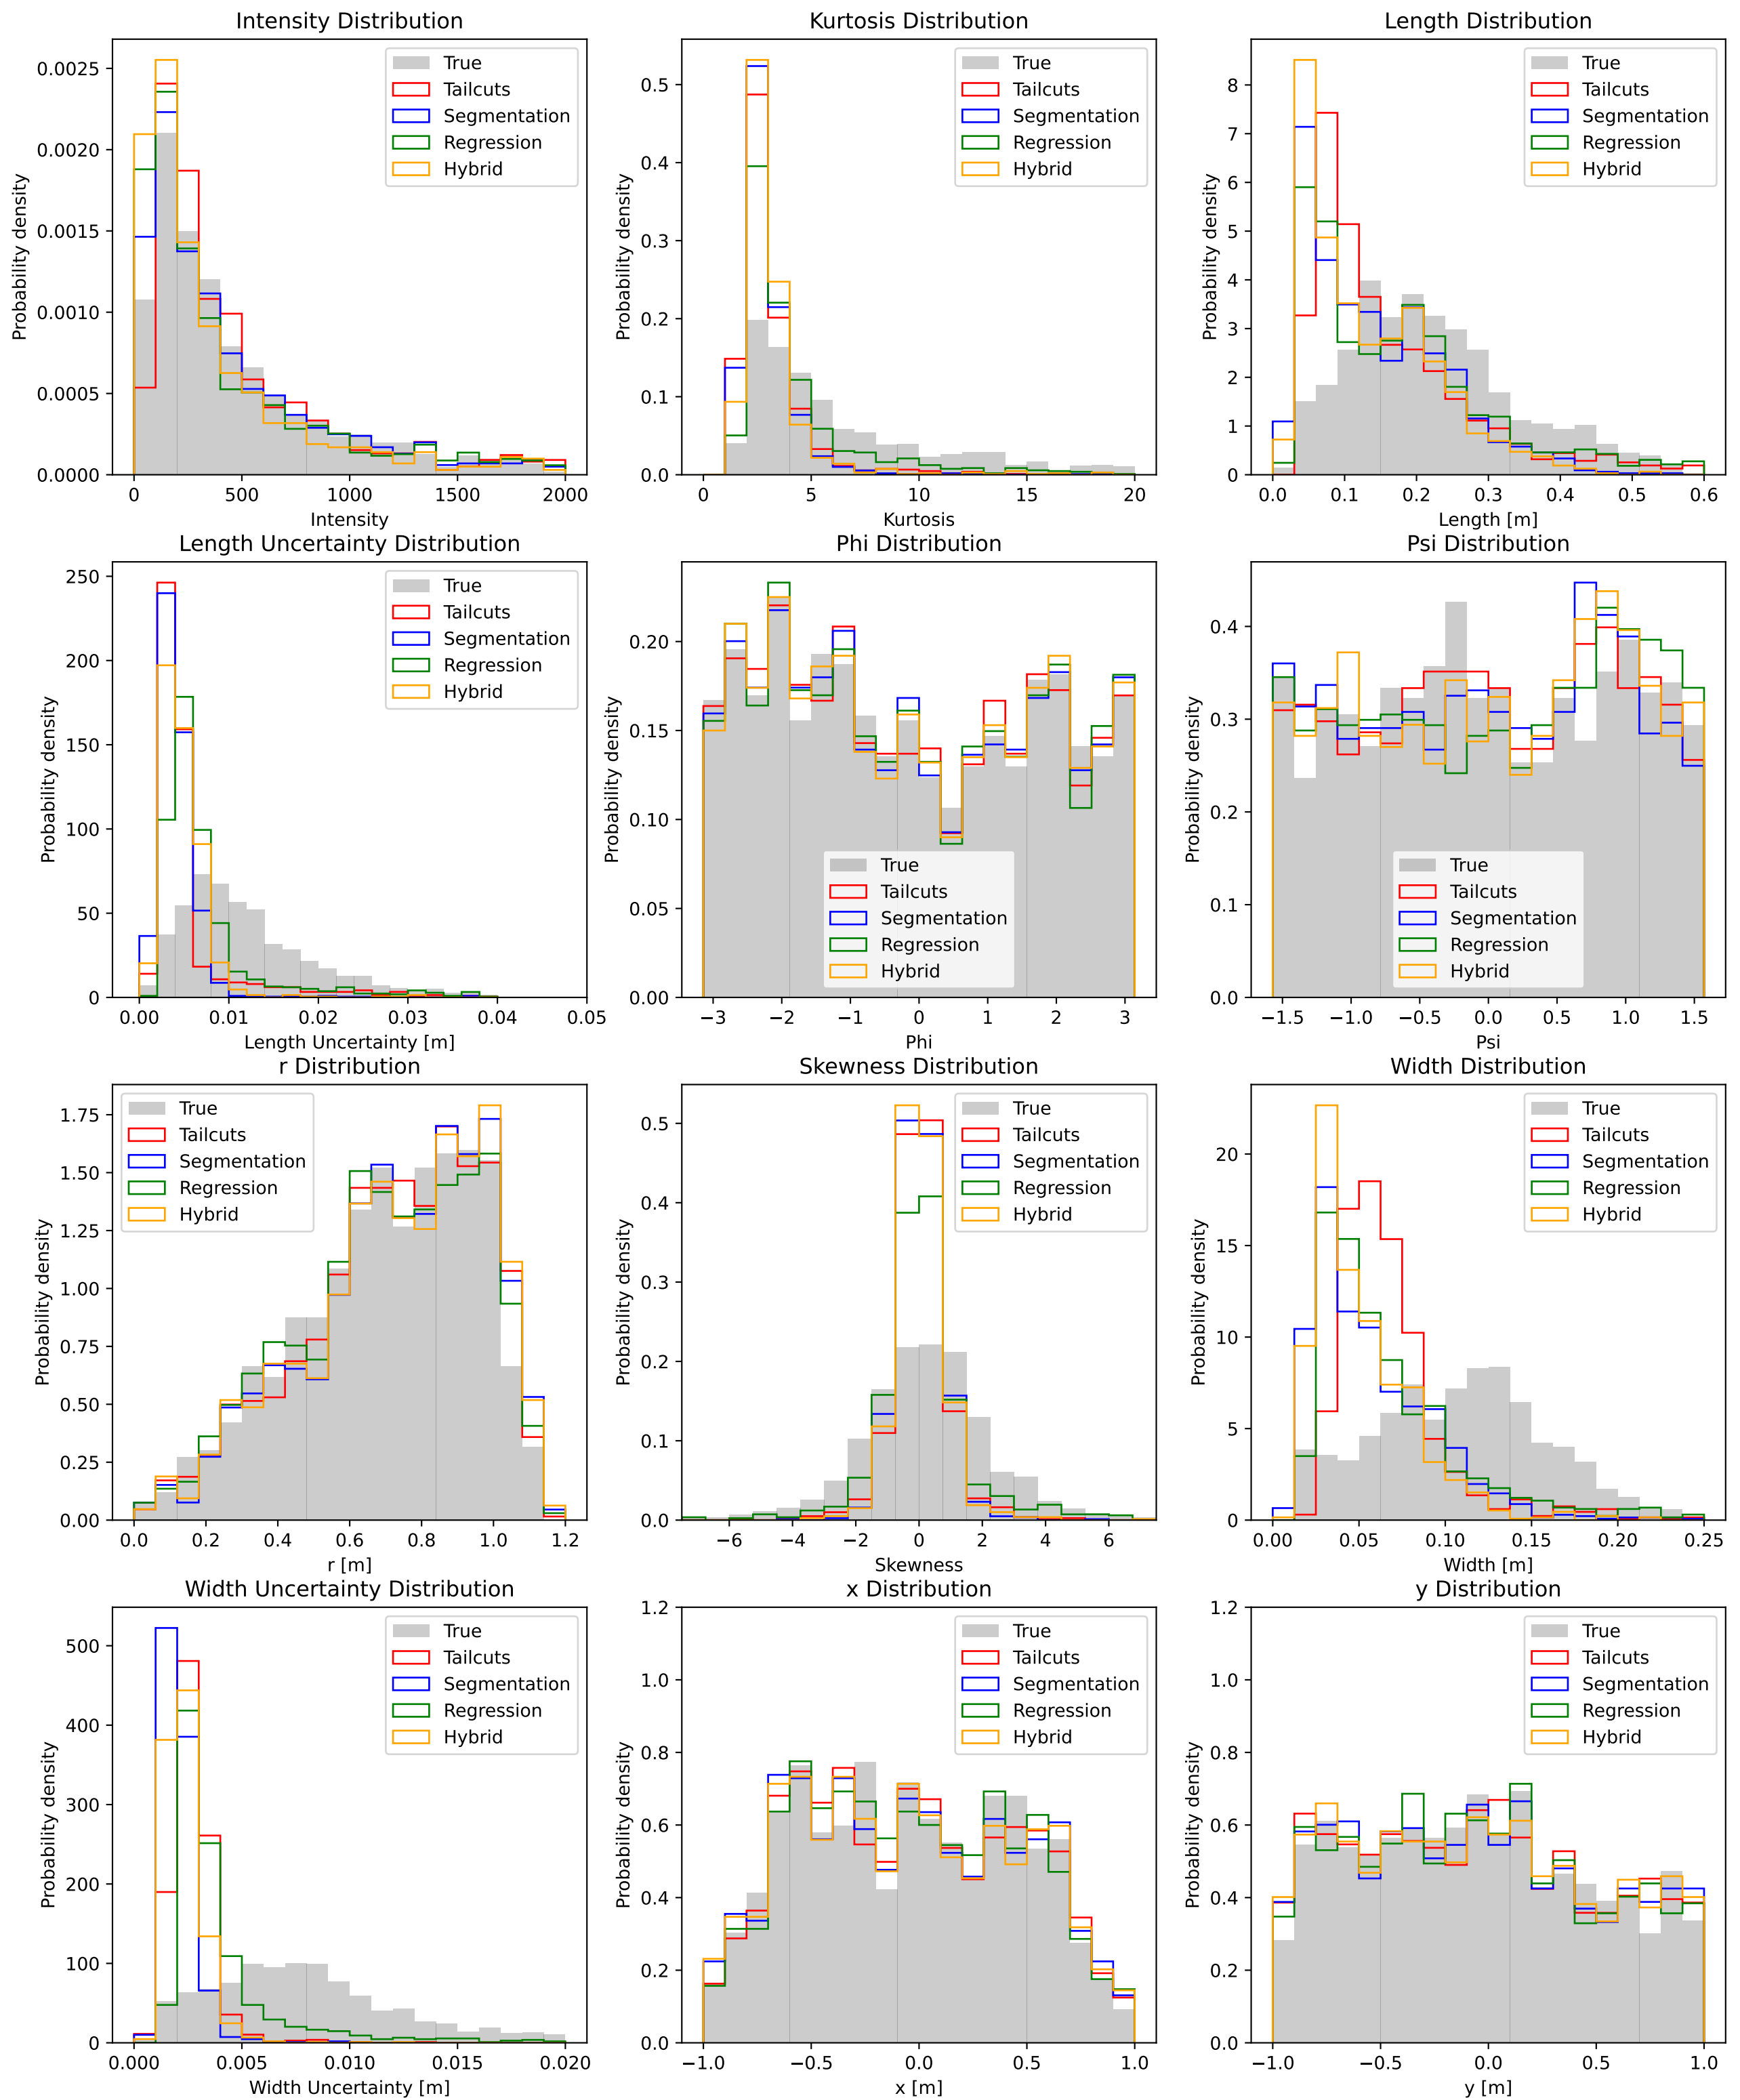 Intensity Distribution
Probability density
0.0025
0.0020
0.0015
0.0010
0.0005
0.0000
True
Tailcuts
Segmentation
Regression
Hybrid
0 500 1000 1500 2000
Intensity
Kurtosis Distribution
Probability density
0.5
0.4
0.3
0.2
0.1
0.0
True
Tailcuts
Segmentation
Regression
Hybrid
0 5 10 15 20
Kurtosis
Length Distribution
Probability density
8
7
6
5
4
3
2
1
0
True
Tailcuts
Segmentation
Regression
Hybrid
0.0 0.1 0.2 0.3 0.4 0.5 0.6
Length [m]
Length Uncertainty Distribution
Probability density
250
200
150
100
50
0
True
Tailcuts
Segmentation
Regression
Hybrid
0.00 0.01 0.02 0.03 0.04 0.05
Length Uncertainty [m]
Phi Distribution
Probability density
0.20
0.15
0.10
0.05
0.00
True
Tailcuts
Segmentation
Regression
Hybrid
−3 −2 −1 0 1 2 3
Phi
Psi Distribution
Probability density
0.4
0.3
0.2
0.1
0.0
True
Tailcuts
Segmentation
Regression
Hybrid
−1.5 −1.0 −0.5 0.0 0.5 1.0 1.5
Psi
r Distribution
Probability density
1.75
1.50
1.25
1.00
0.75
0.50
0.25
0.00
True
Tailcuts
Segmentation
Regression
Hybrid
0.0 0.2 0.4 0.6 0.8 1.0 1.2
r [m]
Skewness Distribution
Probability density
0.5
0.4
0.3
0.2
0.1
0.0
True
Tailcuts
Segmentation
Regression
Hybrid
−6 −4 −2 0 2 4 6
Skewness
Width Distribution
Probability density
20
15
10
5
0
True
Tailcuts
Segmentation
Regression
Hybrid
0.00 0.05 0.10 0.15 0.20 0.25
Width [m]
Width Uncertainty Distribution
Probability density
500
400
300
200
100
0
True
Tailcuts
Segmentation
Regression
Hybrid
0.000 0.005 0.010 0.015 0.020
Width Uncertainty [m]
x Distribution
Probability density
1.2
1.0
0.8
0.6
0.4
0.2
0.0
True
Tailcuts
Segmentation
Regression
Hybrid
−1.0 −0.5 0.0 0.5 1.0
x [m]
y Distribution
Probability density
1.2
1.0
0.8
0.6
0.4
0.2
0.0
True
Tailcuts
Segmentation
Regression
Hybrid
−1.0 −0.5 0.0 0.5 1.0
y [m]